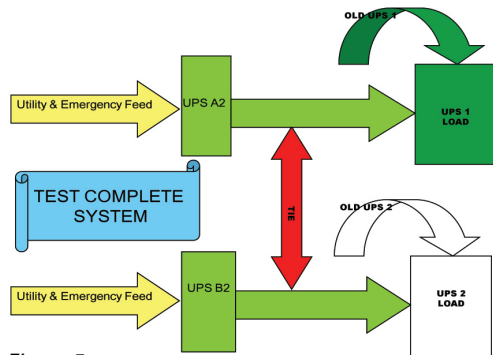 OLD UPS 1
Utility & Emergency Feed
UPS A2
UPS 1
LOAD
TEST COMPLETE
SYSTEM
TIE
OLD UPS 2
Utility & Emergency Feed
UPS B2
UPS 2
LOAD